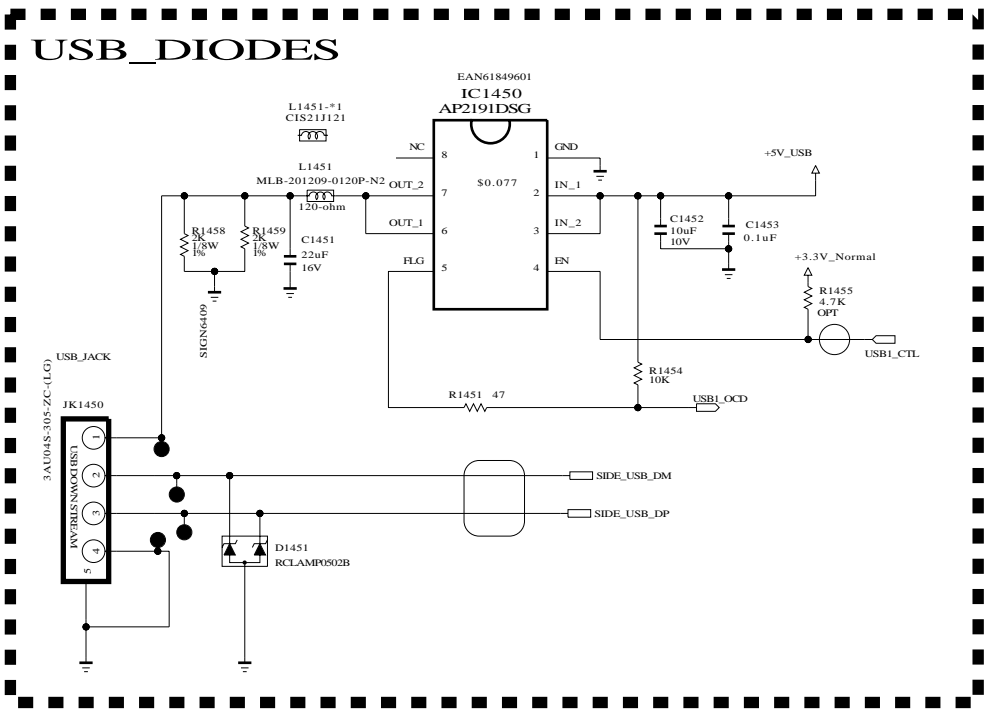 USB_DIODES
EAN61849601
IC1450
AP2191DSG
L1451-*1
CIS21J121
NC
8
1
GND
+5V_USB
L1451
MLB-201209-0120P-N2
120-ohm
OUT_2
7
$0.077
2
IN_1
R1458
2K
1/8W
1%
R1459
2K
1/8W
1%
C1451
22uF
16V
OUT_1
6
3
IN_2
C1452
10uF
10V
C1453
0.1uF
FLG
5
4
EN
+3.3V_Normal
R1455
4.7K
OPT
USB1_CTL
SIGN6409
USB_JACK
3AU04S-305-ZC-(LG)
JK1450
R1454
10K
R1451 47
USB1_OCD
USB DOWN STREAM
1
2
3
4
5
SIDE_USB_DM
SIDE_USB_DP
D1451
RCLAMP0502B